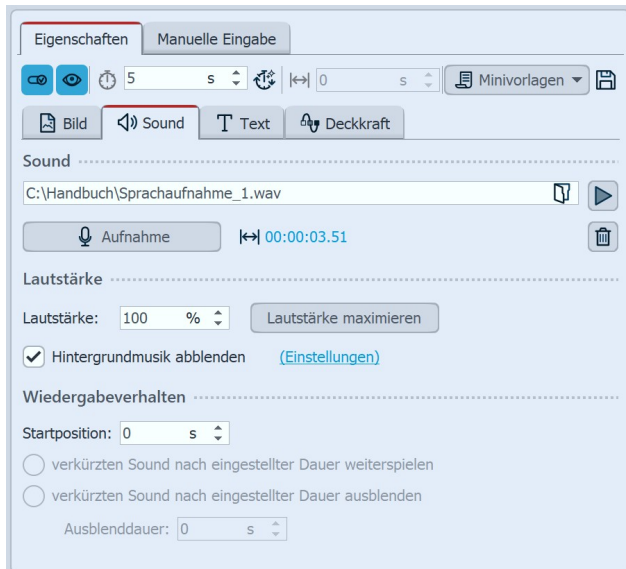 Eigenschaften Manuelle Eingabe
5 s 0 s Minivorlagen
Bild Sound Text Deckkraft
Sound
C:\Handbuch\Sprachaufnahme_1.wav
Aufnahme 00:00:03.51
Lautstärke
Lautstärke: 100 % Lautstärke maximieren
Hintergrundmusik abblenden (Einstellungen)
Wiedergabeverhalten
Startposition: 0 s
verkürzten Sound nach eingestellter Dauer weiterspielen
verkürzten Sound nach eingestellter Dauer ausblenden
Ausblenddauer: 0 s